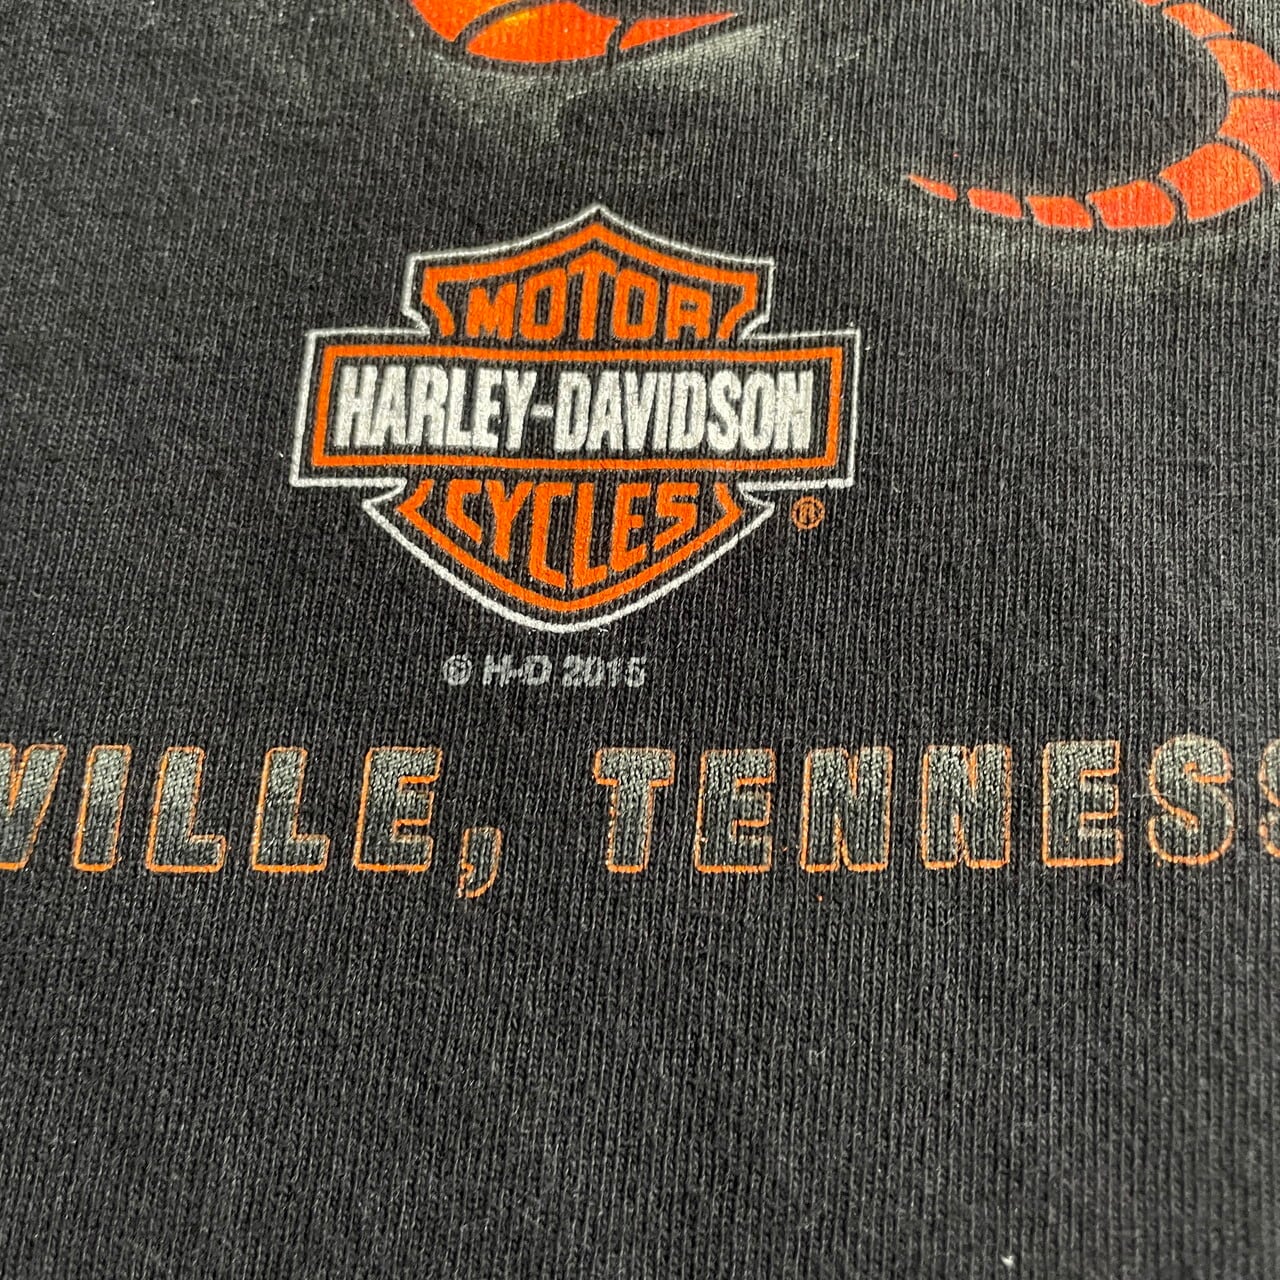 MOTOR
HARLEY-DAVIDSON
CYCLES ®
© H-D 2015
VILLE, TENNESS